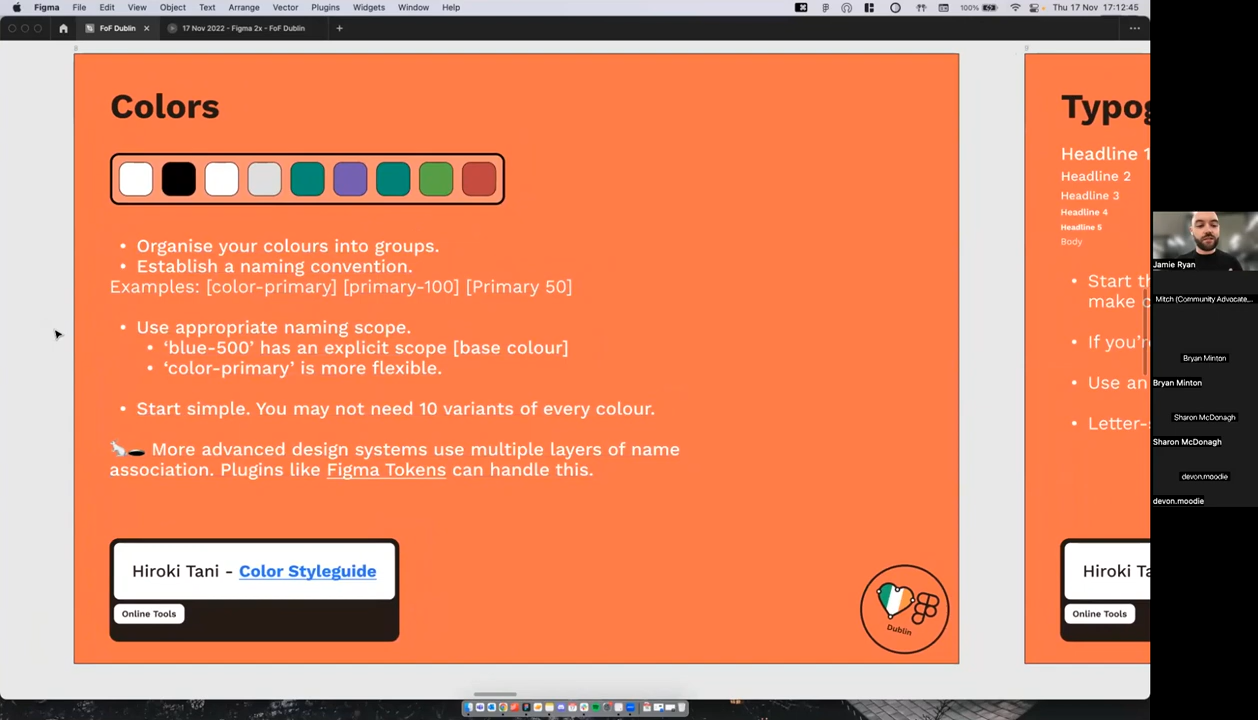 Figma File Edit View Object Text Arrange Vector Plugins Widgets Window Help 100% Thu 17 Nov 17:12:45
FoF Dublin 17 Nov 2022 - Figma 2x - FoF Dublin
8
9
Colors
Organise your colours into groups.
Establish a naming convention.
Examples: [color-primary] [primary-100] [Primary 50]
Use appropriate naming scope.
‘blue-500’ has an explicit scope [base colour]
‘color-primary’ is more flexible.
Start simple. You may not need 10 variants of every colour.
More advanced design systems use multiple layers of name
association. Plugins like Figma Tokens can handle this.
Hiroki Tani - Color Styleguide
Online Tools
Dublin
Typog
Headline 1
Headline 2
Headline 3
Headline 4
Headline 5
Body
Start th
make c
If you're
Use an
Letter-s
Hiroki Ta
Online Tools
Jamie Ryan
Mitch (Community Advocate,...
Bryan Minton
Bryan Minton
Sharon McDonagh
Sharon McDonagh
devon.moodie
devon.moodie